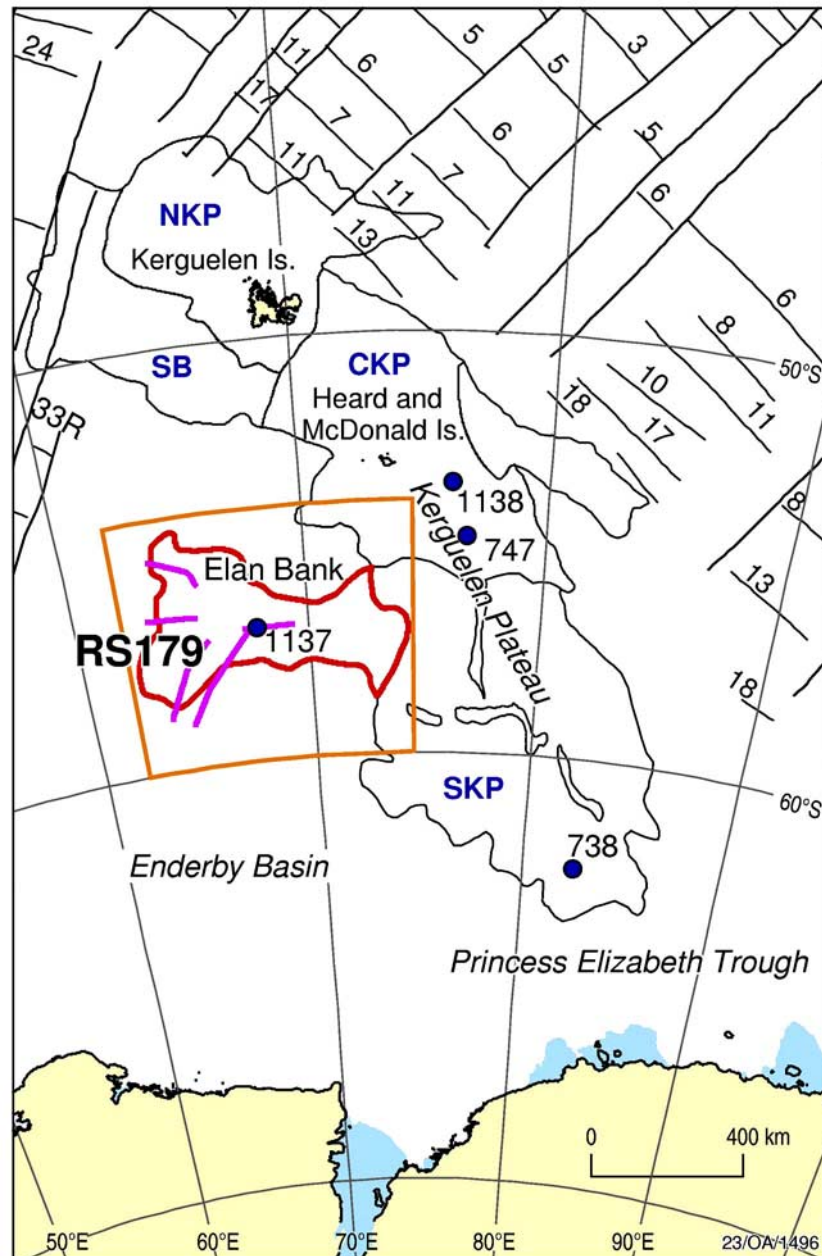 24
11
6
5
3
5
17
7
6
5
11
7
11
6
13
NKP
Kerguelen Is.
6
8
50°S
SB
CKP
Heard and
McDonald Is.
10
11
18
17
33R
1138
8
747
Kerguelen Plateau
Elan Bank
13
RS179
1137
18
60°S
SKP
738
Enderby Basin
Princess Elizabeth Trough
0 400 km
50°E
60°E
70°E
80°E
90°E
23/OA/1496